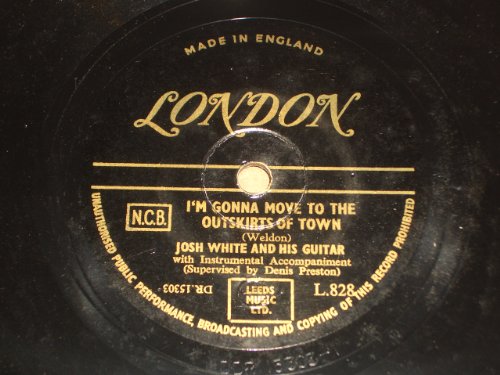 MADE IN ENGLAND
LONDON
N.C.B.
I'M GONNA MOVE TO THE
OUTSKIRTS OF TOWN
(Weldon)
JOSH WHITE AND HIS GUITAR
with Instrumental Accompaniment
(Supervised by Denis Preston)
DR.15303-
LEEDS
MUSIC
LTD.
L.828
UNAUTHORISED PUBLIC PERFORMANCE, BROADCASTING AND COPYING OF THIS RECORD PROHIBITED